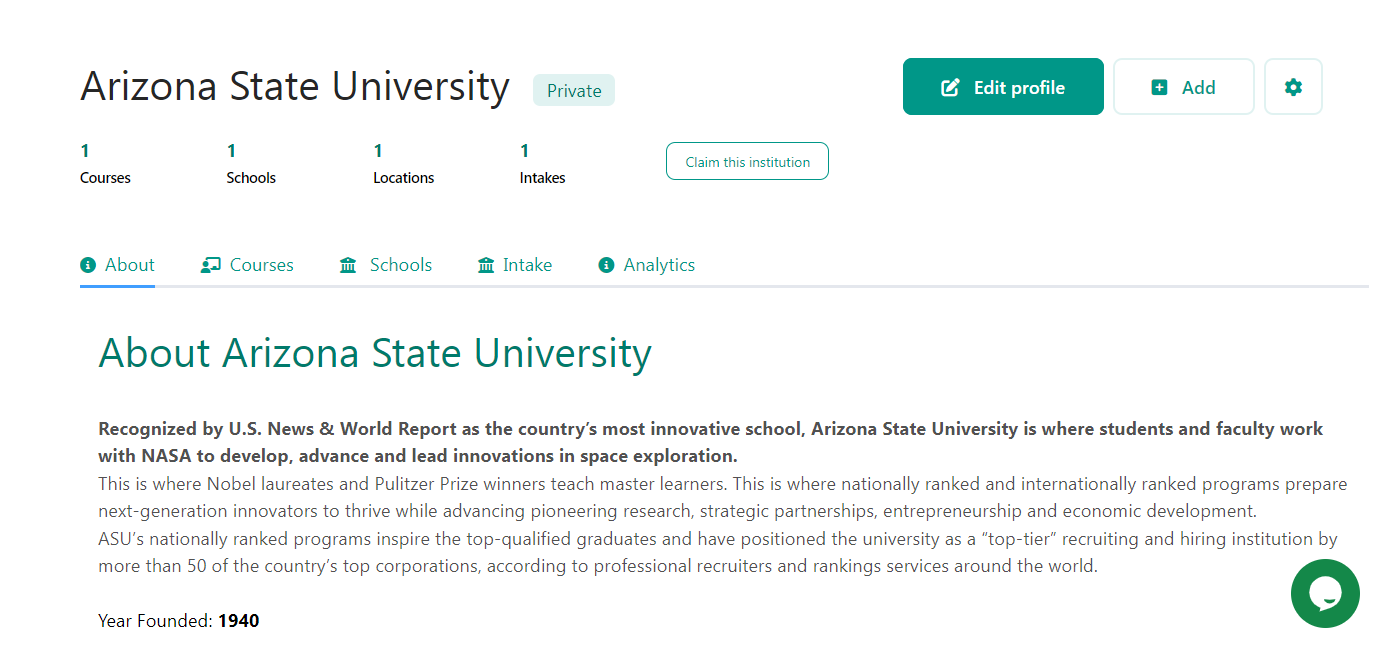 Arizona State University Private Edit profile Add
1 1 1 1 Claim this institution
Courses Schools Locations Intakes
About Courses Schools Intake Analytics
About Arizona State University
Recognized by U.S. News & World Report as the country’s most innovative school, Arizona State University is where students and faculty work
with NASA to develop, advance and lead innovations in space exploration.
This is where Nobel laureates and Pulitzer Prize winners teach master learners. This is where nationally ranked and internationally ranked programs prepare
next-generation innovators to thrive while advancing pioneering research, strategic partnerships, entrepreneurship and economic development.
ASU’s nationally ranked programs inspire the top-qualified graduates and have positioned the university as a “top-tier” recruiting and hiring institution by
more than 50 of the country’s top corporations, according to professional recruiters and rankings services around the world.
Year Founded: 1940